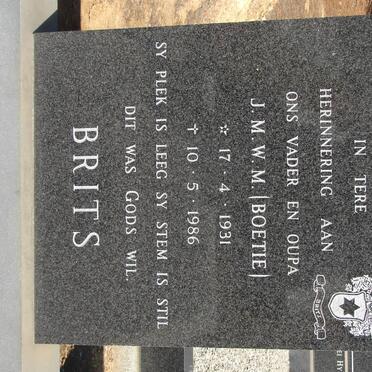 IN TERE
HERINNERING AAN
ONS VADER EN OUPA
J. M. W. M. (BOETIE)
☆ 17 · 4 · 1931
✝ 10 · 5 · 1986
SY PLEK IS LEEG SY STEM IS STIL
DIT WAS GODS WIL.
BRITS